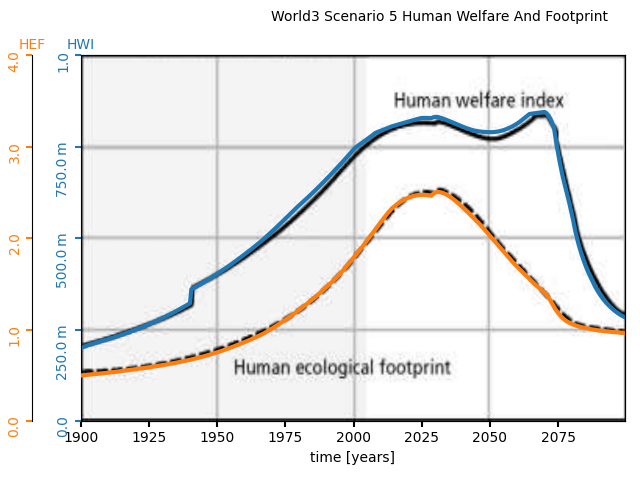 World3 Scenario 5 Human Welfare And Footprint
HEF
HWI
4.0
3.0
2.0
1.0
0.0
1.0
750.0 m
500.0 m
250.0 m
0.0
Human welfare index
Human ecological footprint
1900 1925 1950 1975 2000 2025 2050 2075
time [years]